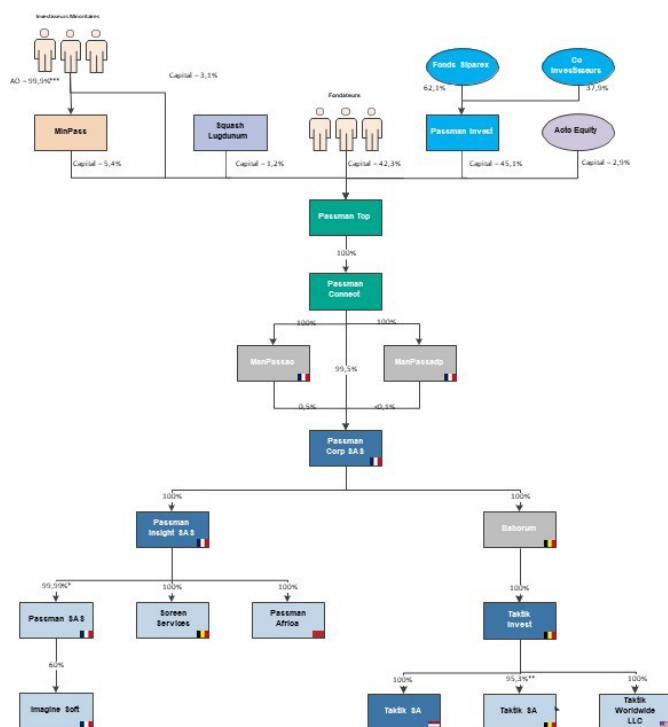 Investisseurs Minoritaires
AO – 99,9%***
Capital – 3,1%
Fondateurs
Fonds Siparex
Co
Investisseurs
62,1%
37,9%
MinPass
Squash
Lugdunum
Passman Invest
Aoto Equity
Capital – 5,4%
Capital – 1,2%
Capital – 42,3%
Capital – 45,1%
Capital – 2,9%
Passman Top
100%
Passman
Connect
100%
100%
ManPassao
ManPassadp
99,5%
0,5%
<0,1%
Passman
Corp SAS
100%
100%
Passman
Insight SAS
Baborum
99,99%*
100%
100%
100%
Passman SAS
Soreen
Services
Passman
Africa
Taktik
Invest
60%
100%
95,3%**
100%
Imagine Soft
Taktik SA
Taktik SA
Taktik
Worldwide
LLC